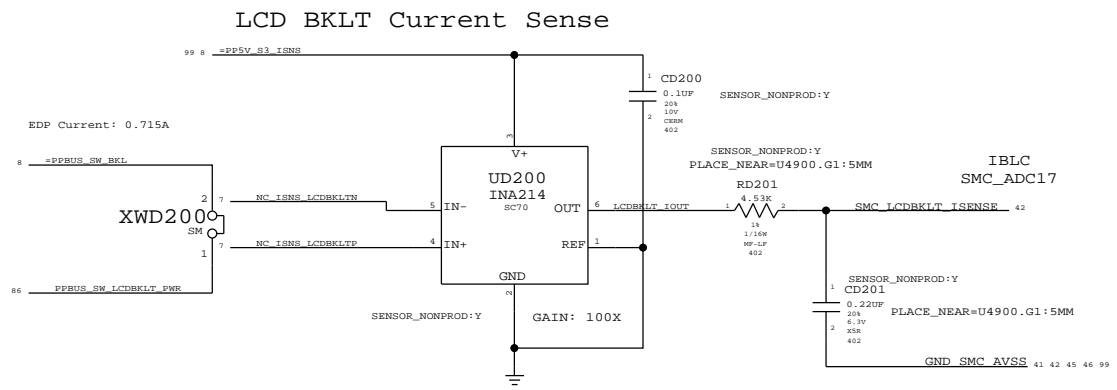 LCD BKLT Current Sense
99 8 =PP5V_S3_ISNS
1
CD200
0.1UF
20%
10V
CERM
402
2
SENSOR_NONPROD:Y
EDP Current: 0.715A
8 =PPBUS_SW_BKL
3
V+
UD200
INA214
SC70
SENSOR_NONPROD:Y
PLACE_NEAR=U4900.G1:5MM
RD201
4.53K
1 2
1%
1/16W
MF-LF
402
IBLC
SMC_ADC17
2 7 NC_ISNS_LCDBKLTN
5 IN-
OUT 6 LCDBKLT_IOUT
SMC_LCDBKLT_ISENSE 42
XWD200
SM
1 7 NC_ISNS_LCDBKLTP
4 IN+
REF 1
GND
2
86 PPBUS_SW_LCDBKLT_PWR
SENSOR_NONPROD:Y
GAIN: 100X
SENSOR_NONPROD:Y
1
CD201
0.22UF
20%
6.3V
X5R
402
2
PLACE_NEAR=U4900.G1:5MM
GND_SMC_AVSS 41 42 45 46 99